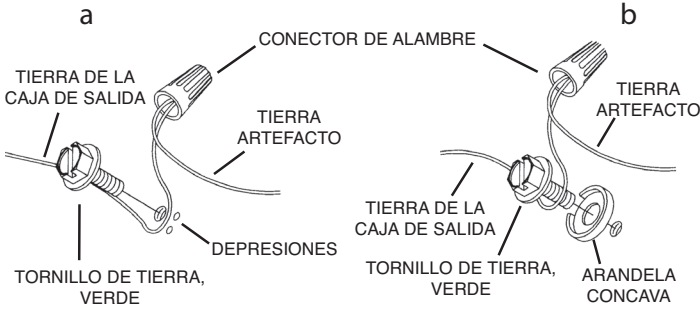 a
b
CONECTOR DE ALAMBRE
TIERRA DE LA
CAJA DE SALIDA
TIERRA
ARTEFACTO
DEPRESIONES
TORNILLO DE TIERRA,
VERDE
TIERRA
ARTEFACTO
TIERRA DE LA
CAJA DE SALIDA
TORNILLO DE TIERRA,
VERDE
ARANDELA
CONCAVA